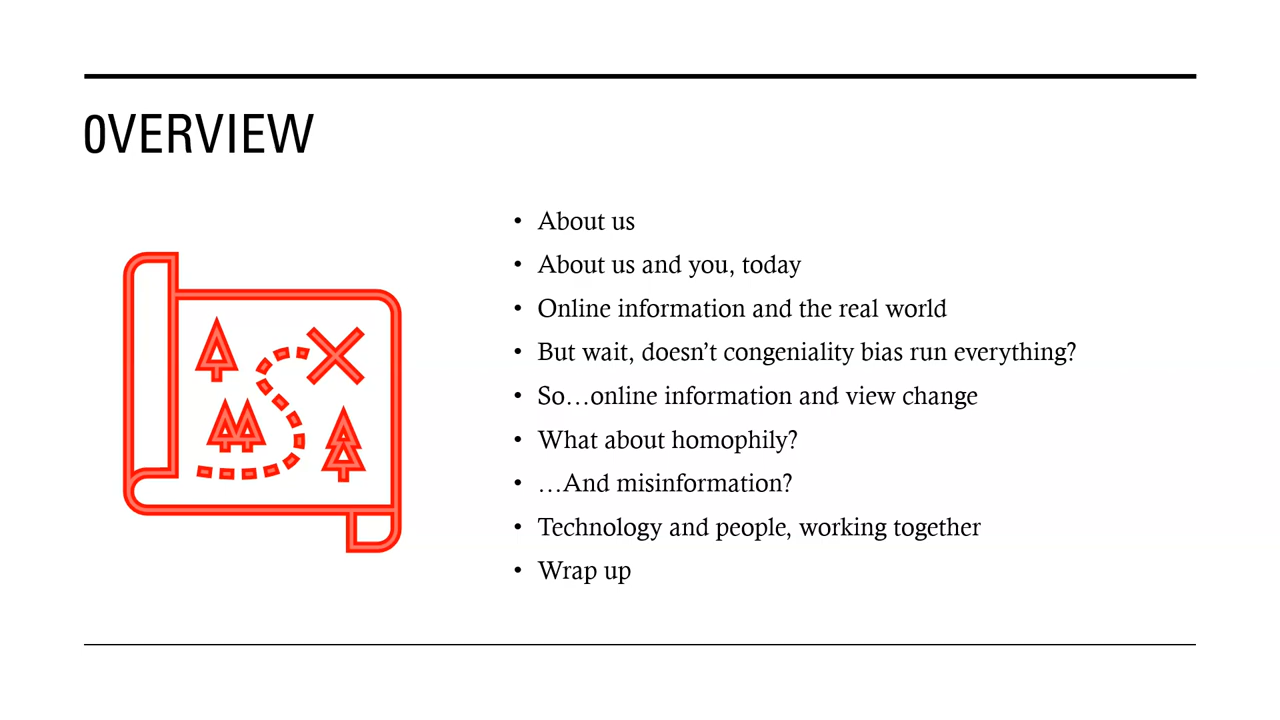 0VERVIEW
• About us
• About us and you, today
• Online information and the real world
• But wait, doesn’t congeniality bias run everything?
• So…online information and view change
• What about homophily?
• …And misinformation?
• Technology and people, working together
• Wrap up